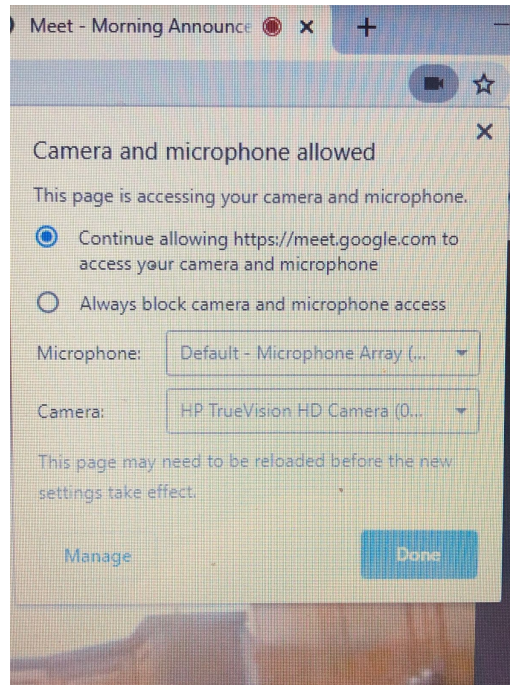 Meet - Morning Announce
Camera and microphone allowed
This page is accessing your camera and microphone.
Continue allowing https://meet.google.com to
access your camera and microphone
Always block camera and microphone access
Microphone: Default - Microphone Array (...
Camera: HP TrueVision HD Camera (0...
This page may need to be reloaded before the new
settings take effect.
Manage Done